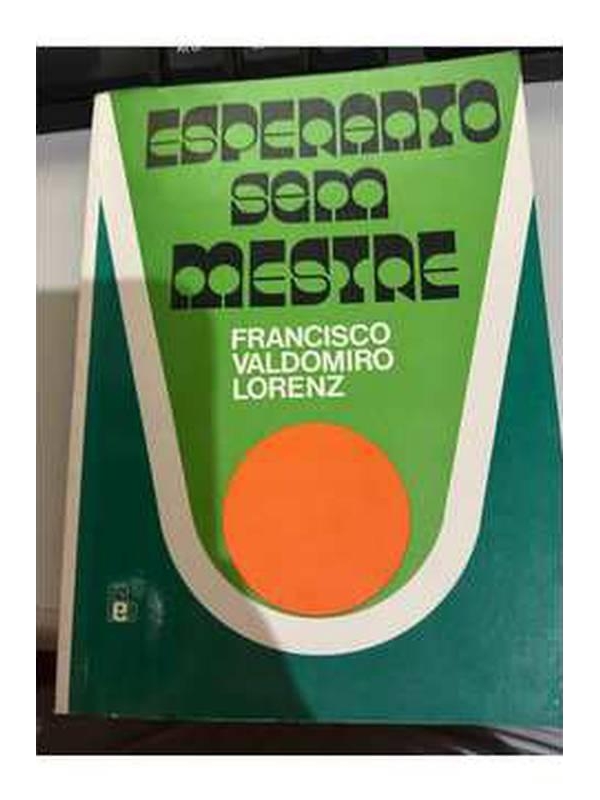 ESPERANTO
sem
MESTRE
FRANCISCO
VALDOMIRO
LORENZ